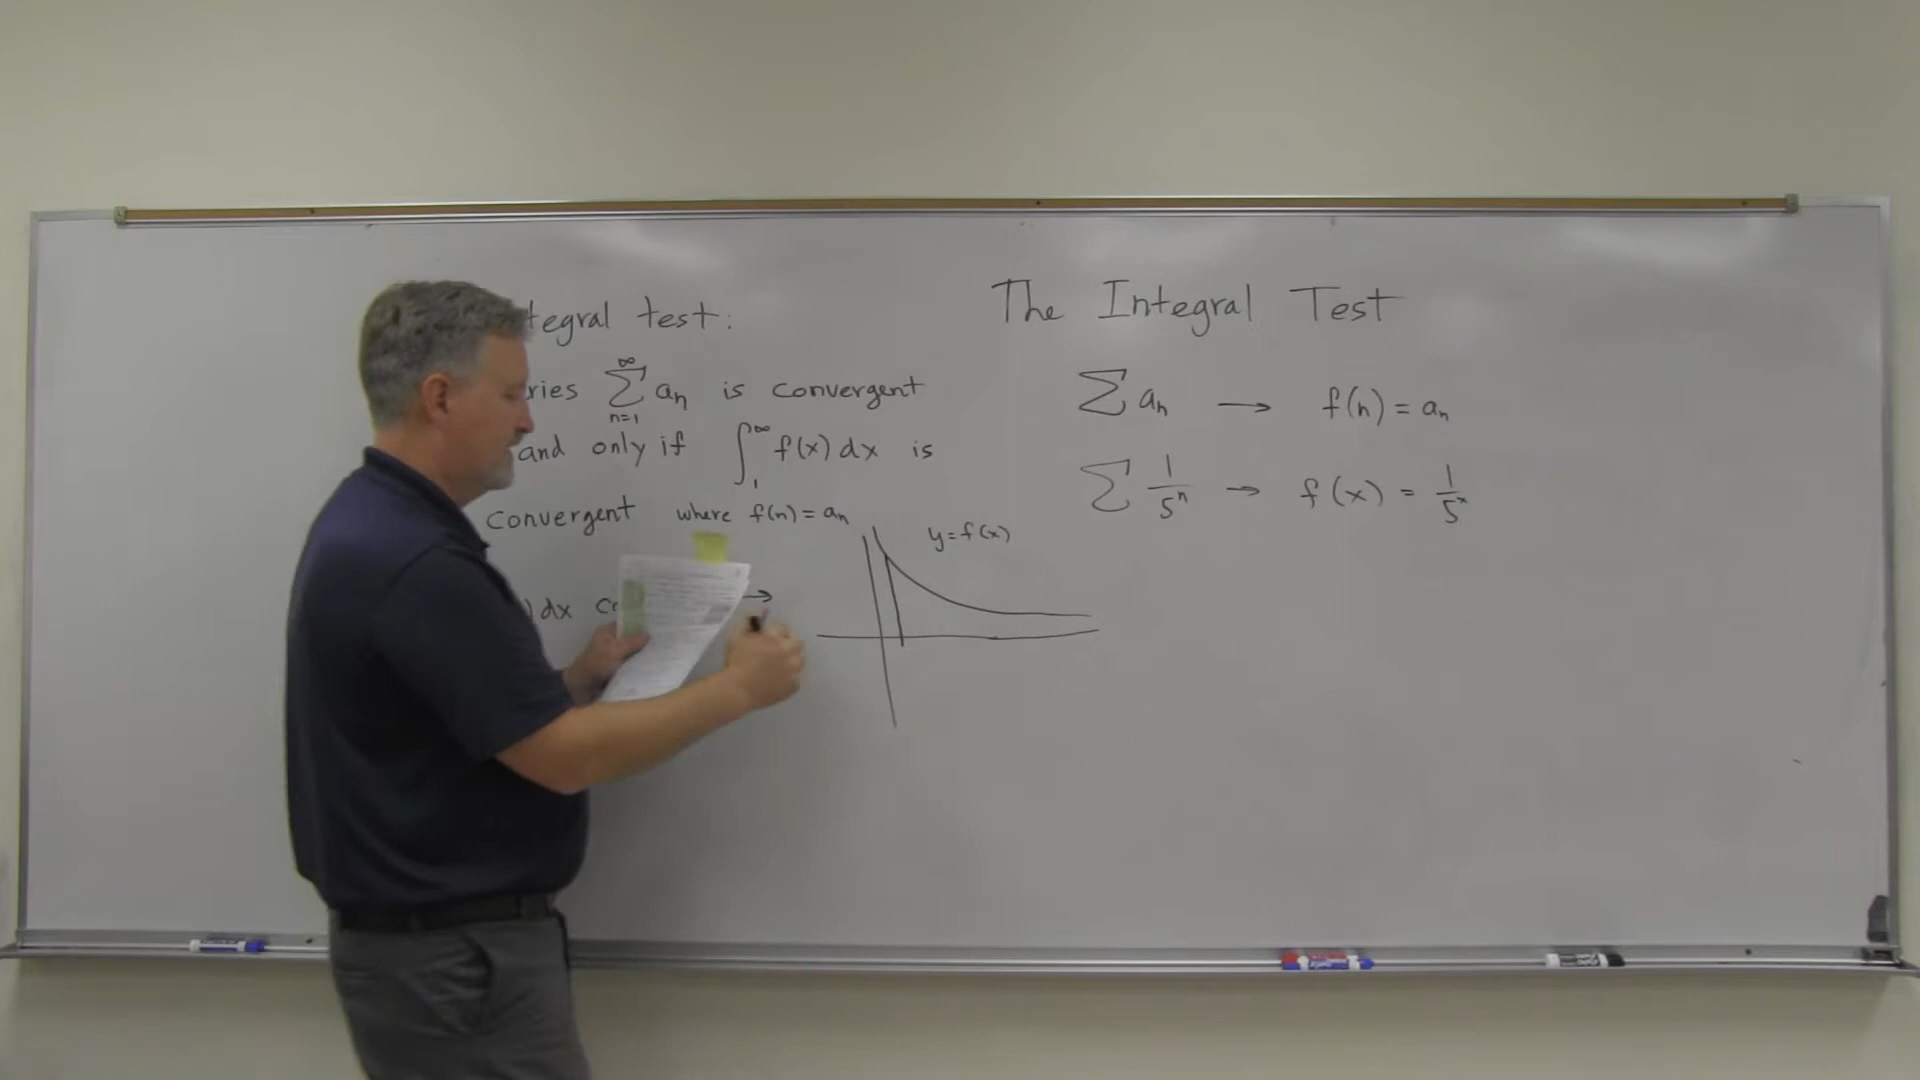 tegral test:
ries ∞ ∑ n=1 aₙ is convergent
and only if ∫₁^∞ f(x) dx is
convergent where f(n) = aₙ
) dx →
y=f(x)
The Integral Test
∑ aₙ → f(n) = aₙ
∑ 1/5ⁿ → f(x) = 1/5ˣ